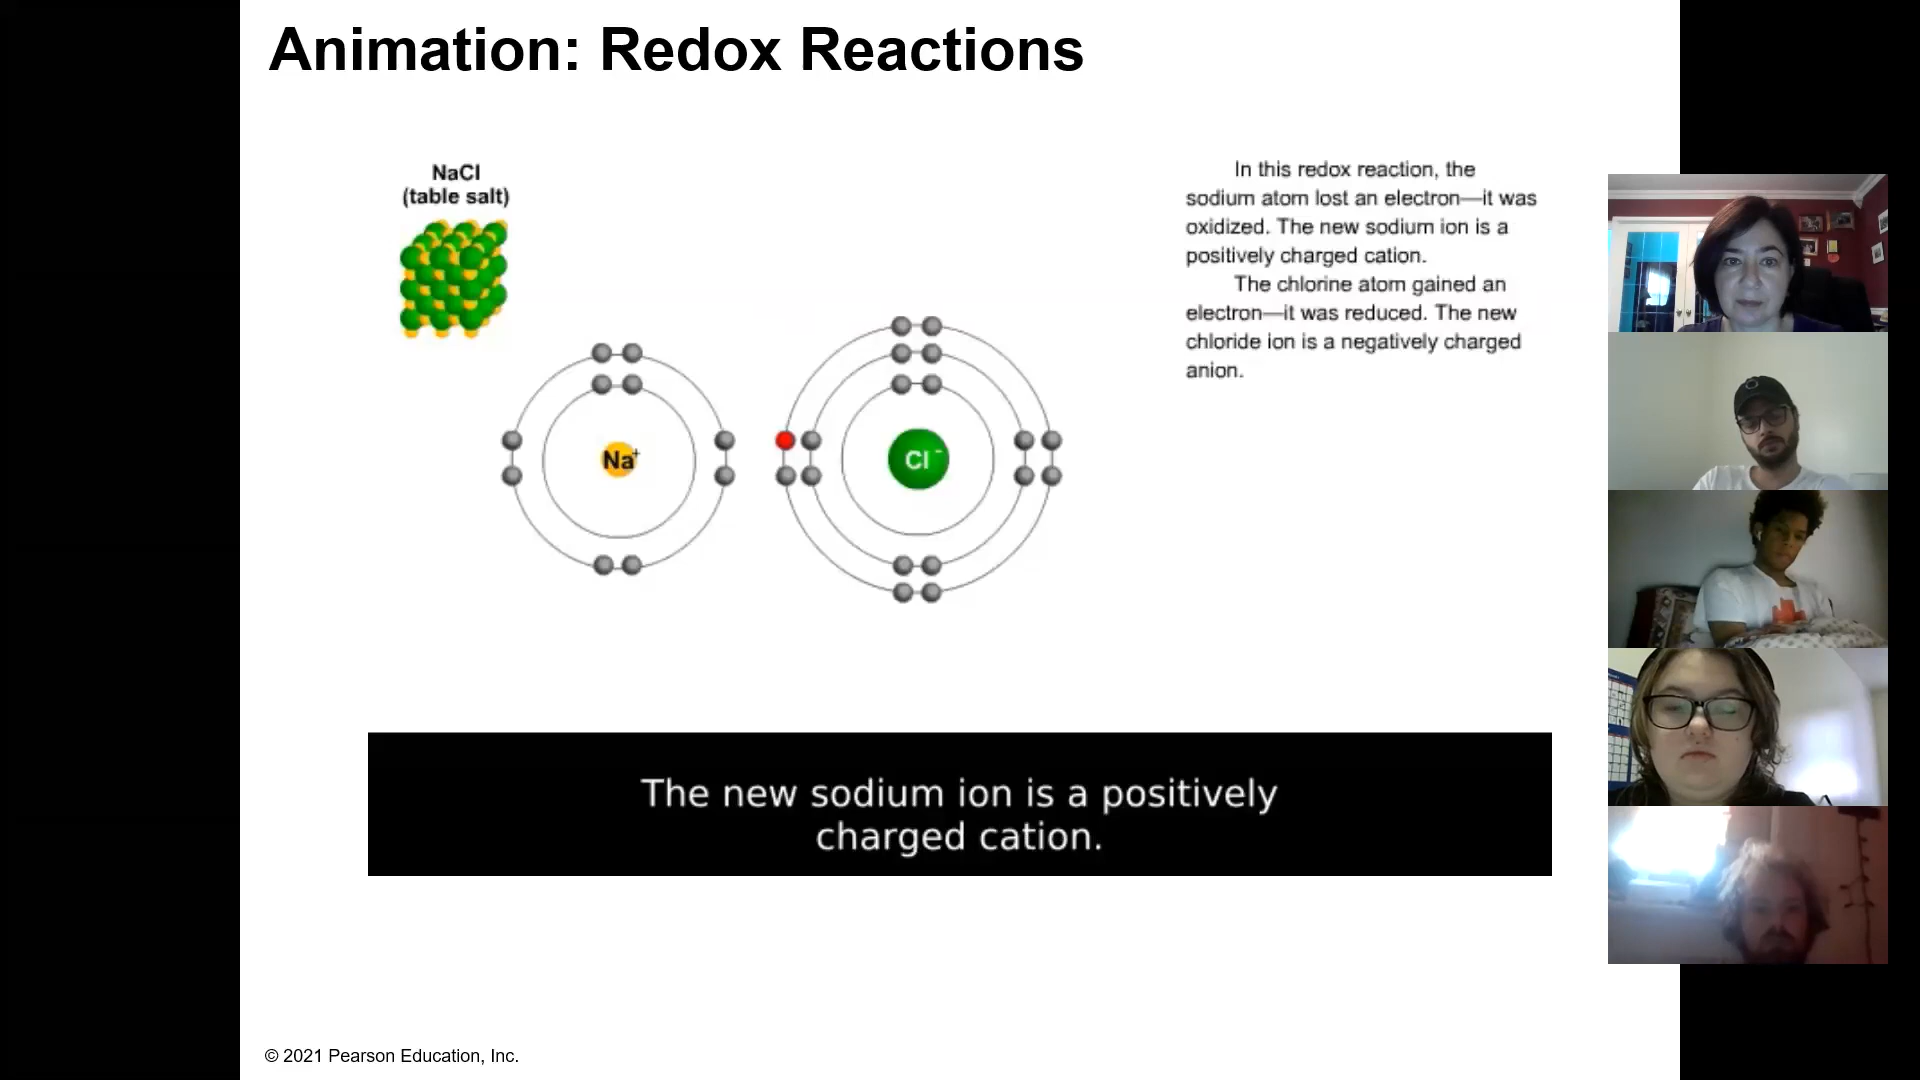 Animation: Redox Reactions
NaCl
(table salt)
In this redox reaction, the
sodium atom lost an electron—it was
oxidized. The new sodium ion is a
positively charged cation.
The chlorine atom gained an
electron—it was reduced. The new
chloride ion is a negatively charged
anion.
Na+
Cl-
The new sodium ion is a positively
charged cation.
© 2021 Pearson Education, Inc.